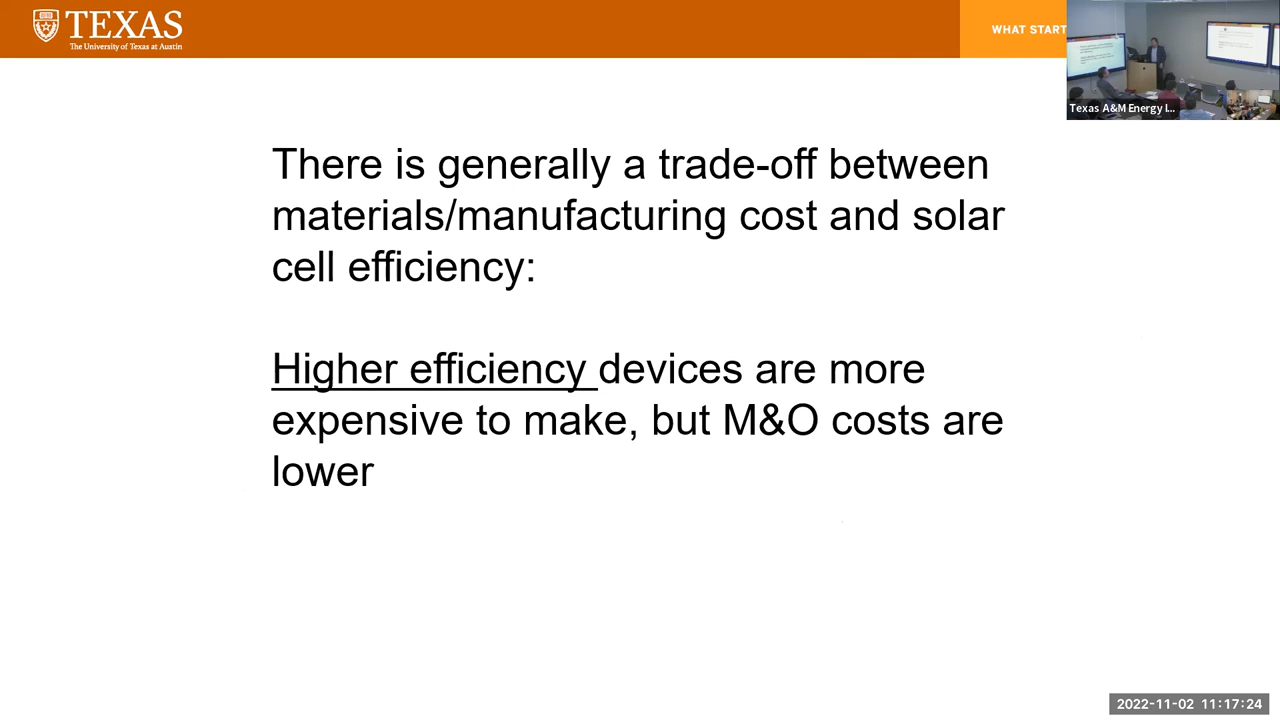 TEXAS
The University of Texas at Austin
WHAT START
Texas A&M Energy I...
There is generally a trade-off between
materials/manufacturing cost and solar
cell efficiency:
Higher efficiency devices are more
expensive to make, but M&O costs are
lower
2022-11-02 11:17:24